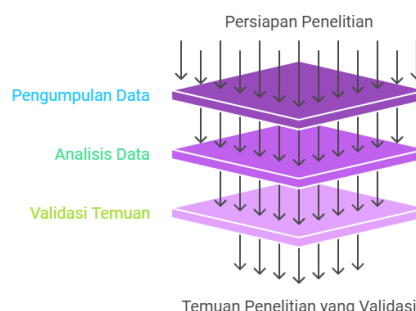 Persiapan Penelitian
Pengumpulan Data
Analisis Data
Validasi Temuan
Temuan Penelitian yang Validasi